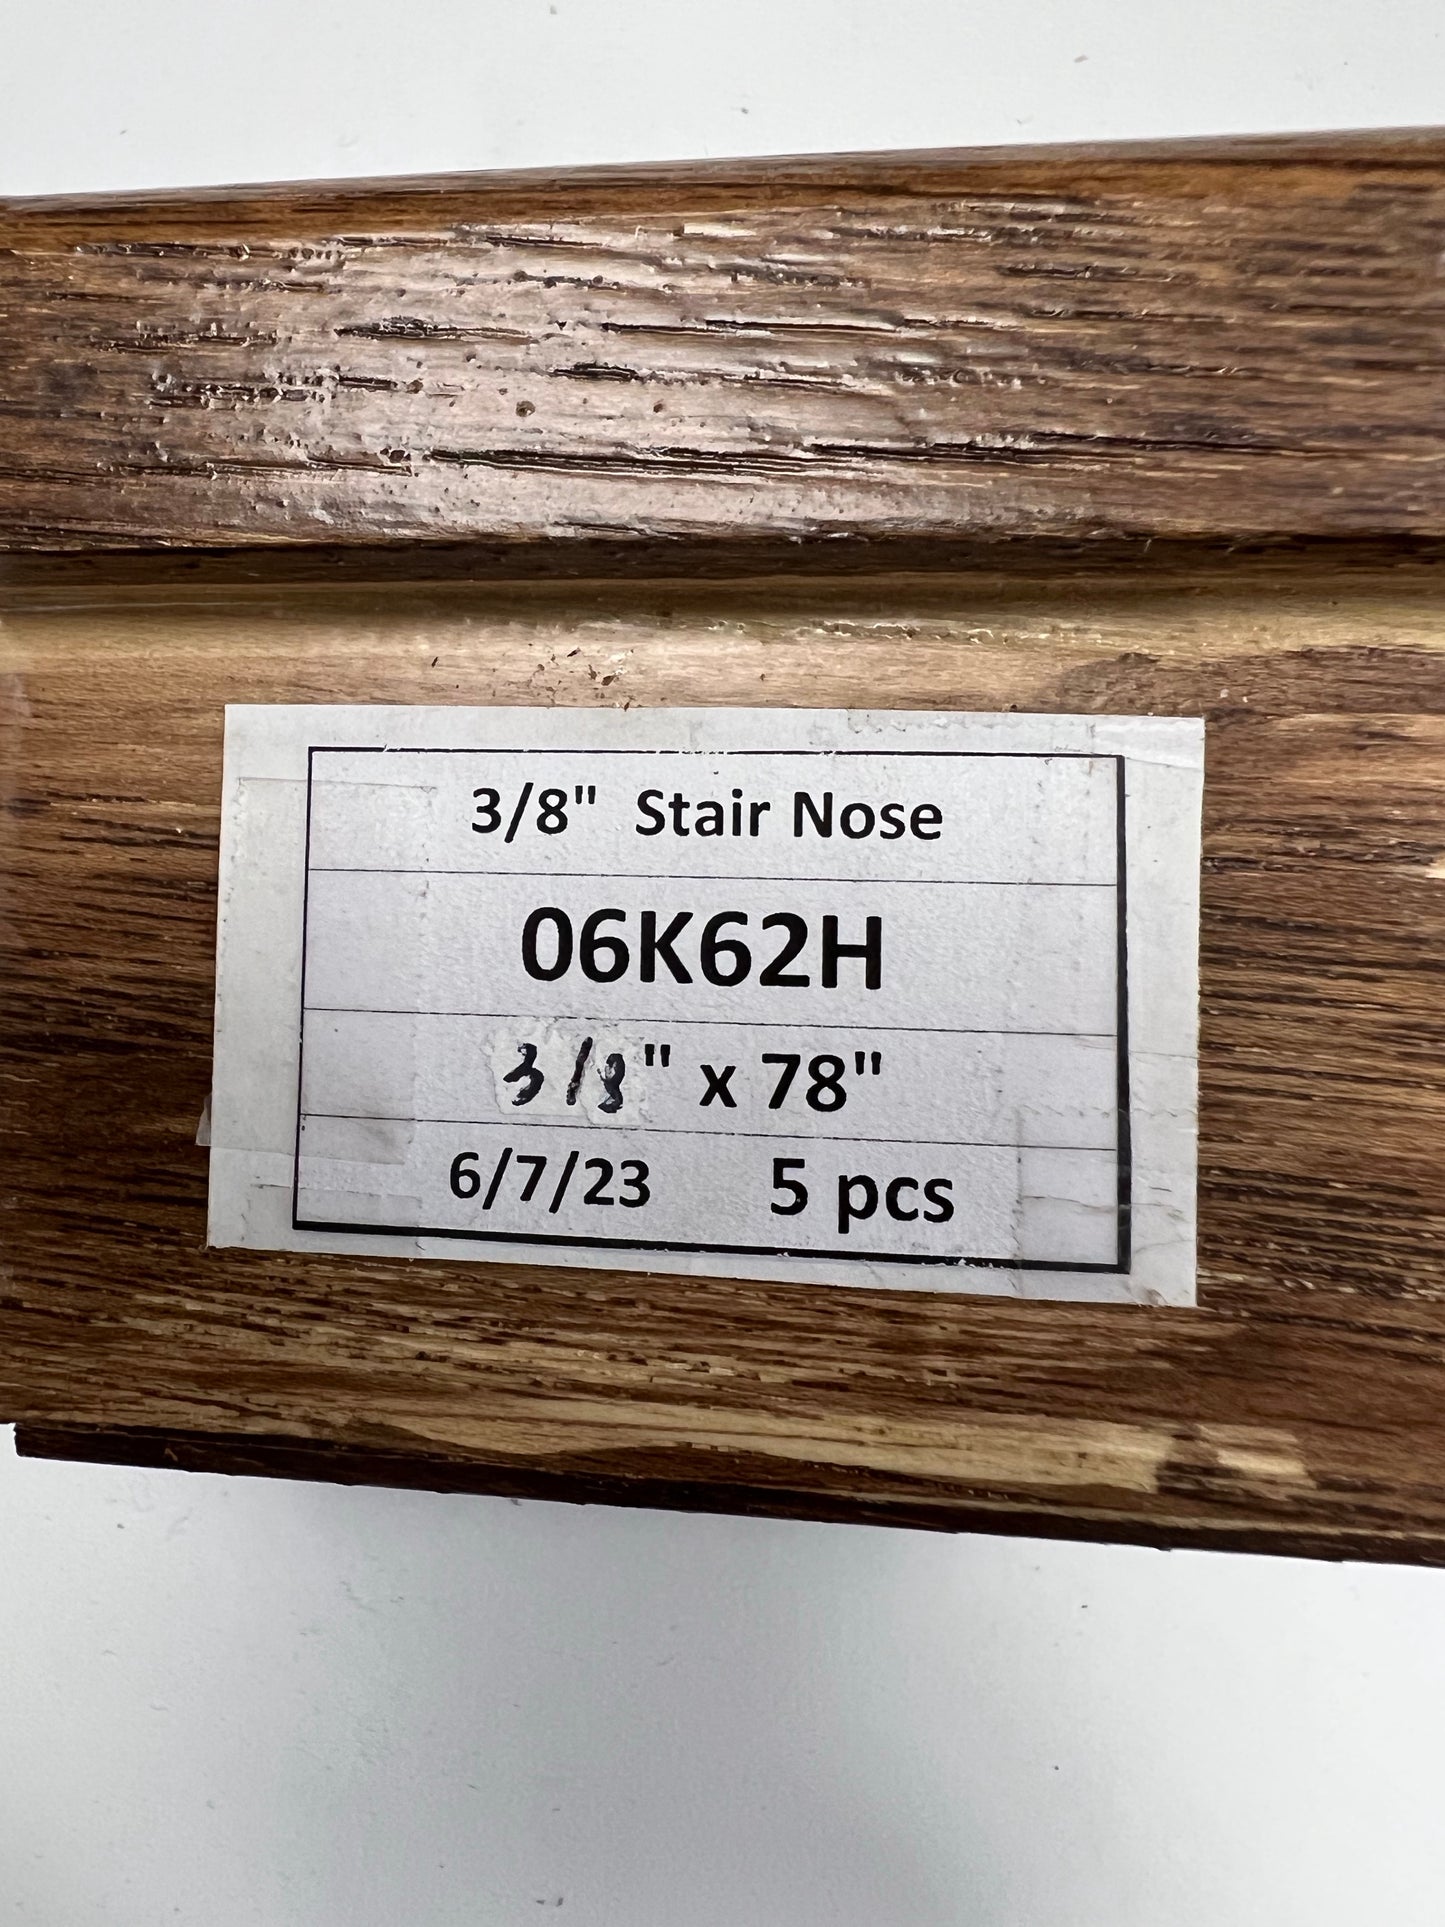 3/8" Stair Nose
06K62H
3/8" x 78"
6/7/23 5 pcs